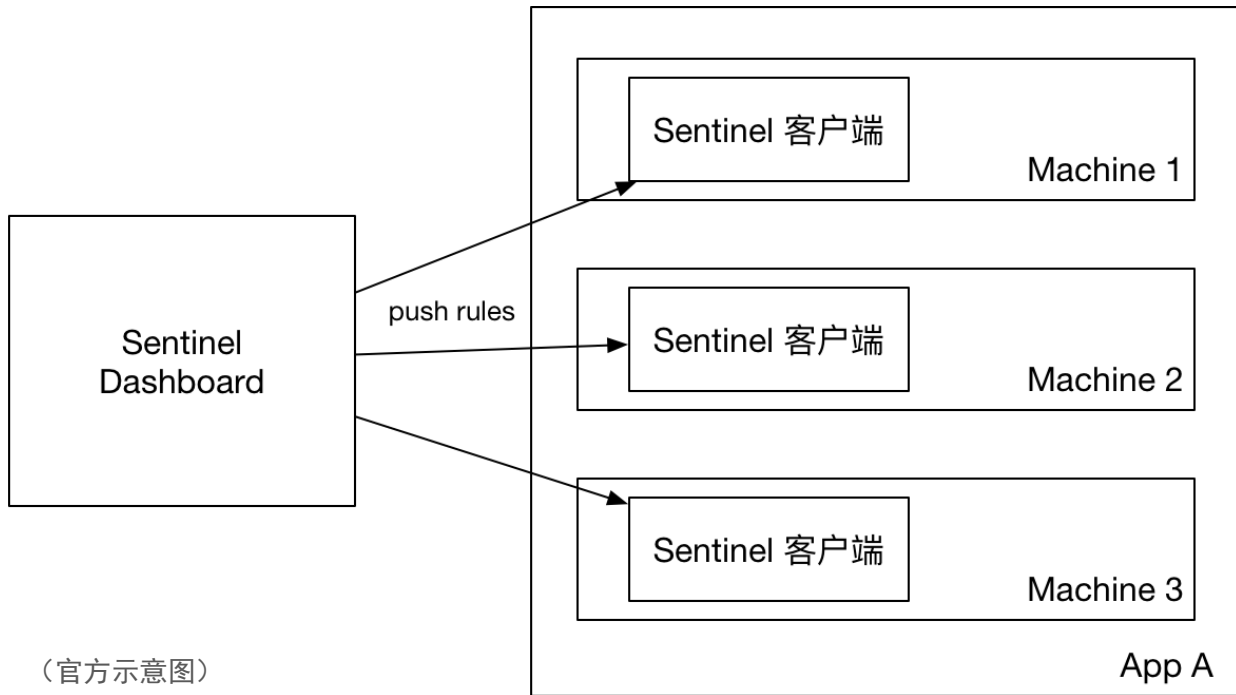 Sentinel 客户端
Machine 1
Sentinel
Dashboard
push rules
Sentinel 客户端
Machine 2
Sentinel 客户端
Machine 3
App A
（官方示意图）